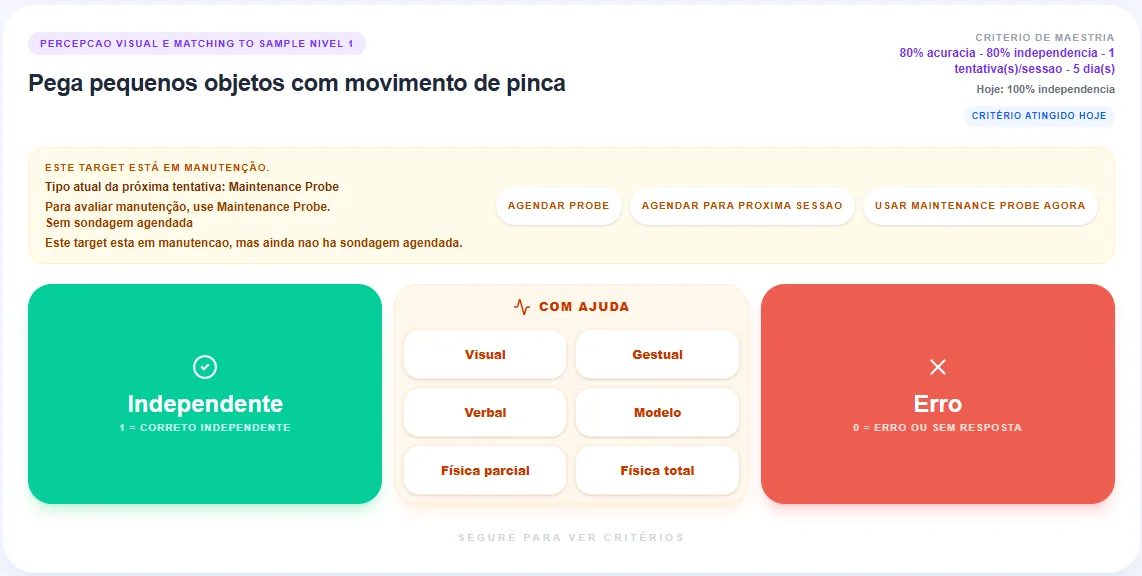 PERCEPCAO VISUAL E MATCHING TO SAMPLE NIVEL 1
Pega pequenos objetos com movimento de pinca
CRITERIO DE MAESTRIA
80% acuracia - 80% independencia - 1
tentativa(s)/sessao - 5 dia(s)
Hoje: 100% independencia
CRITÉRIO ATINGIDO HOJE
ESTE TARGET ESTÁ EM MANUTENÇÃO.
Tipo atual da próxima tentativa: Maintenance Probe
Para avaliar manutenção, use Maintenance Probe.
Sem sondagem agendada
Este target esta em manutencao, mas ainda nao ha sondagem agendada.
AGENDAR PROBE
AGENDAR PARA PROXIMA SESSAO
USAR MAINTENANCE PROBE AGORA
Independente
1 = CORRETO INDEPENDENTE
COM AJUDA
Visual
Gestual
Verbal
Modelo
Física parcial
Física total
Erro
0 = ERRO OU SEM RESPOSTA
SEGURE PARA VER CRITÉRIOS